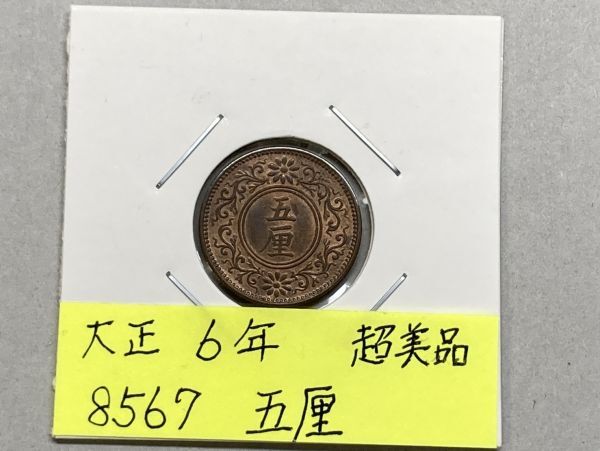 五
厘
大正 6年 超美品
8567 五厘